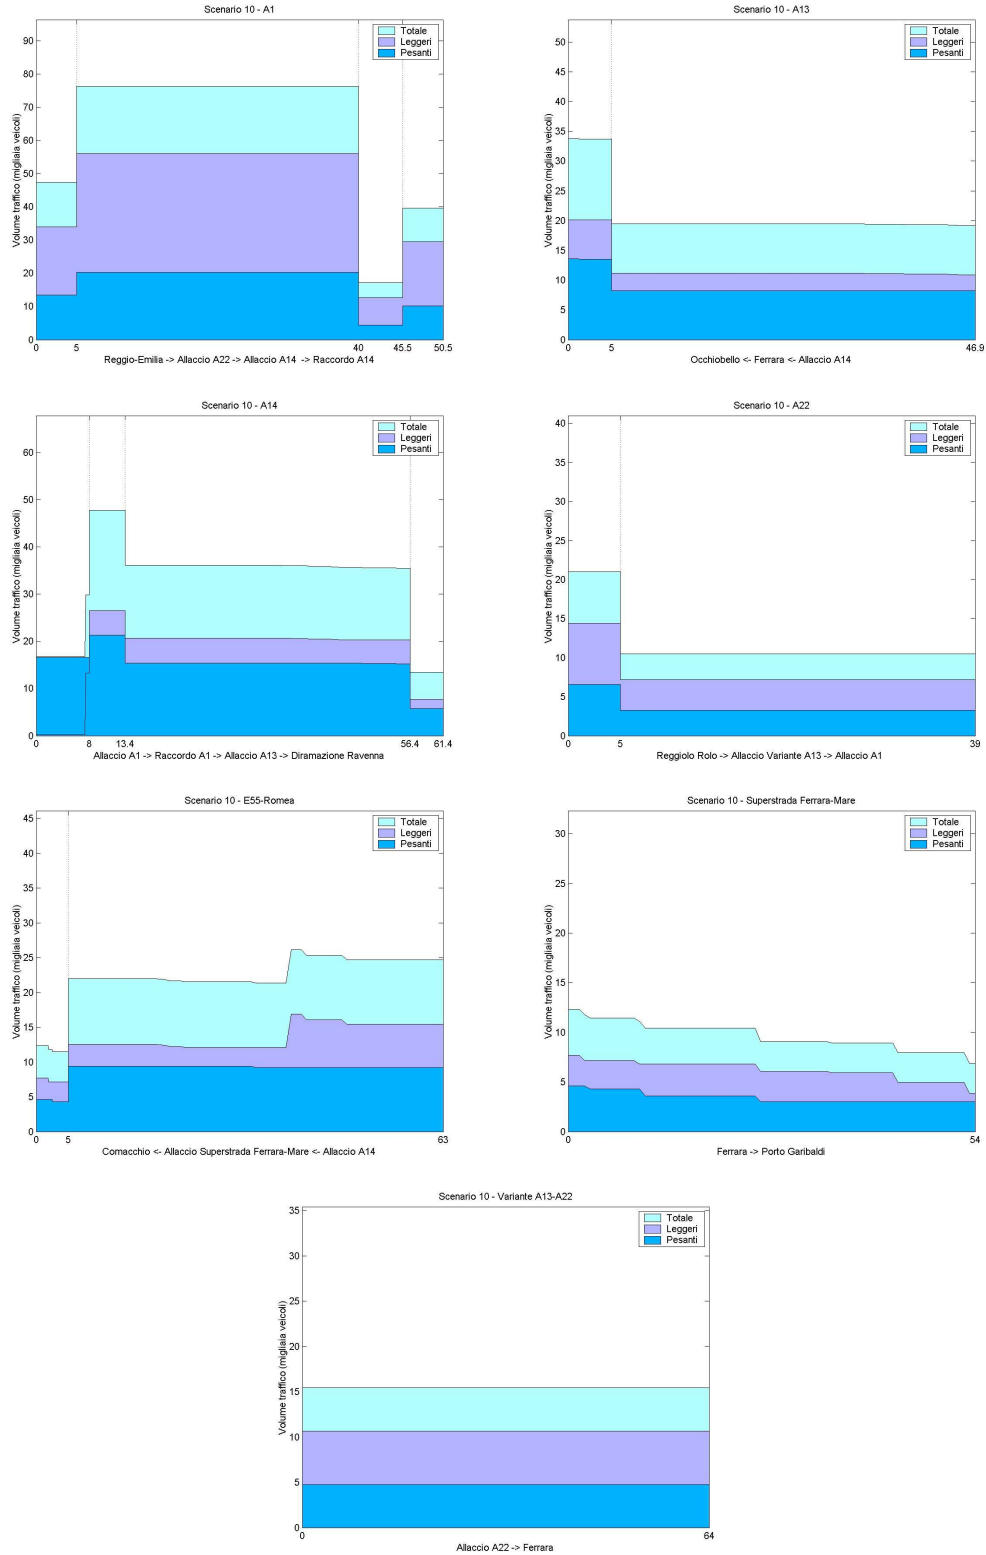 Scenario 10 - A1
Volume traffico (migliaia veicoli)
90
80
70
60
50
40
30
20
10
0
Totale
Leggeri
Pesanti
0 5 40 45.5 50.5
Reggio-Emilia -> Allaccio A22 -> Allaccio A14 -> Raccordo A14
Scenario 10 - A13
Volume traffico (migliaia veicoli)
50
45
40
35
30
25
20
15
10
5
0
Totale
Leggeri
Pesanti
0 5 46.9
Occhiobello <- Ferrara <- Allaccio A14
Scenario 10 - A14
Volume traffico (migliaia veicoli)
60
50
40
30
20
10
0
Totale
Leggeri
Pesanti
0 8 13.4 56.4 61.4
Allaccio A1 -> Raccordo A1 -> Allaccio A13 -> Diramazione Ravenna
Scenario 10 - A22
Volume traffico (migliaia veicoli)
40
35
30
25
20
15
10
5
0
Totale
Leggeri
Pesanti
0 5 39
Reggiolo Rolo -> Allaccio Variante A13 -> Allaccio A1
Scenario 10 - E55-Romea
Volume traffico (migliaia veicoli)
45
40
35
30
25
20
15
10
5
0
Totale
Leggeri
Pesanti
0 5 63
Comacchio <- Allaccio Superstrada Ferrara-Mare <- Allaccio A14
Scenario 10 - Superstrada Ferrara-Mare
Volume traffico (migliaia veicoli)
30
25
20
15
10
5
0
Totale
Leggeri
Pesanti
0 54
Ferrara -> Porto Garibaldi
Scenario 10 - Variante A13-A22
Volume traffico (migliaia veicoli)
35
30
25
20
15
10
5
0
Totale
Leggeri
Pesanti
0 64
Allaccio A22 -> Ferrara